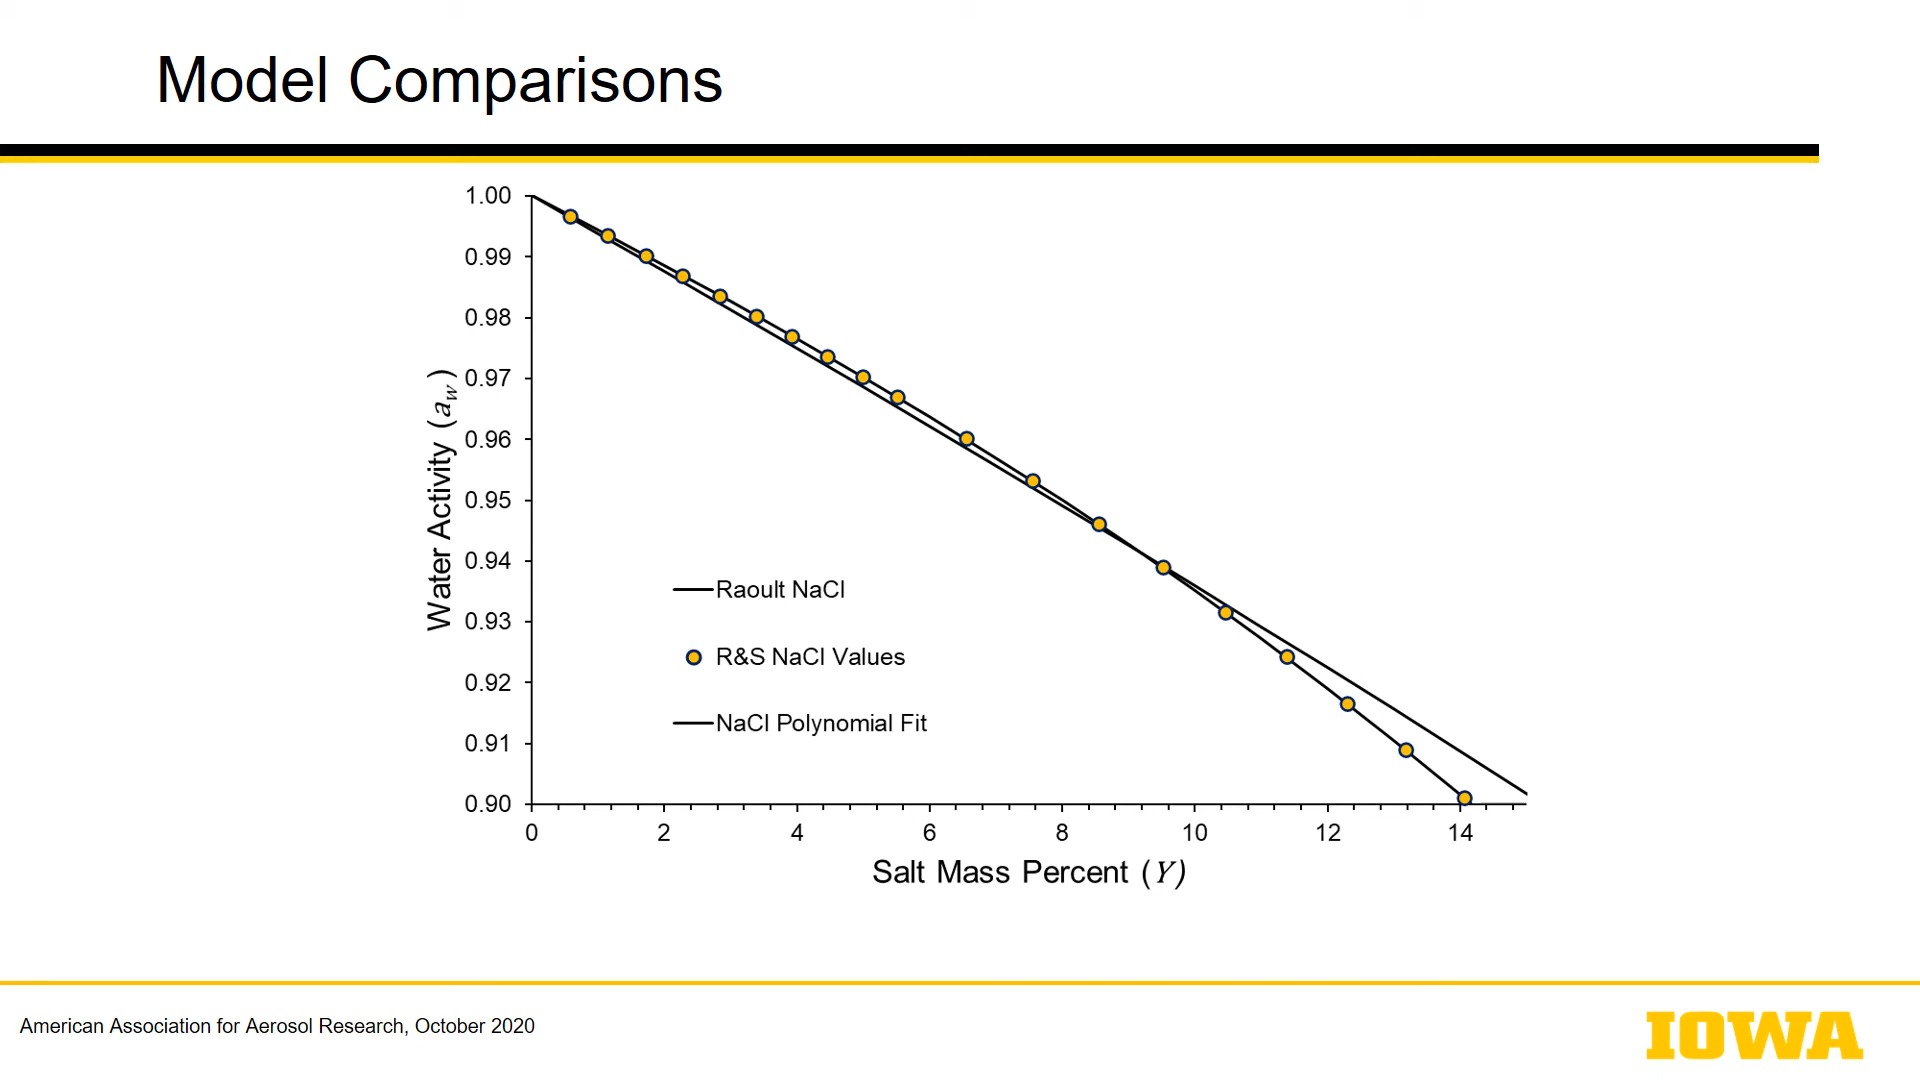 Model Comparisons
1.00
0.99
0.98
0.97
0.96
0.95
0.94
0.93
0.92
0.91
0.90
Water Activity (aw)
Raoult NaCl
R&S NaCl Values
NaCl Polynomial Fit
0 2 4 6 8 10 12 14
Salt Mass Percent (Y)
American Association for Aerosol Research, October 2020
IOWA